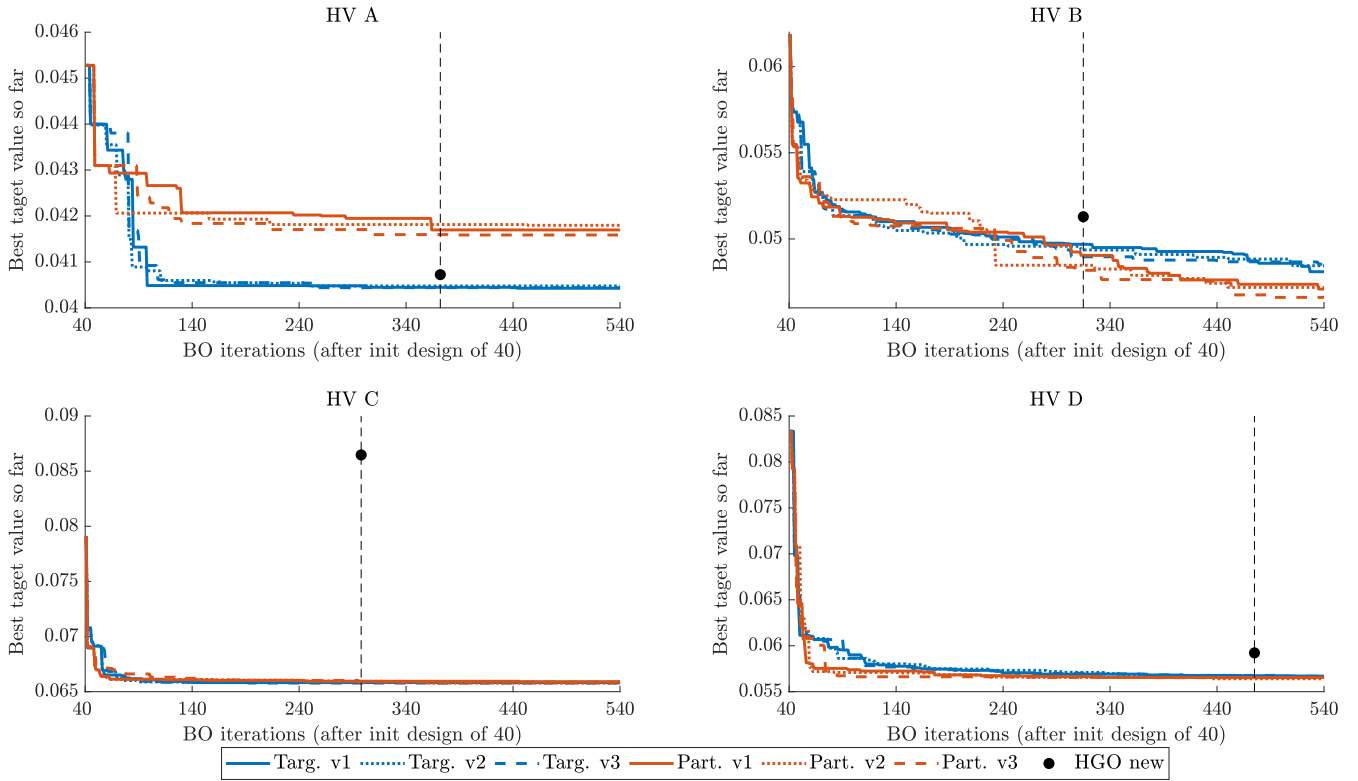 HV A
Best taget value so far
0.046
0.045
0.044
0.043
0.042
0.041
0.04
40 140 240 340 440 540
BO iterations (after init design of 40)
HV B
Best taget value so far
0.06
0.055
0.05
40 140 240 340 440 540
BO iterations (after init design of 40)
HV C
Best taget value so far
0.09
0.085
0.08
0.075
0.07
0.065
40 140 240 340 440 540
BO iterations (after init design of 40)
HV D
Best taget value so far
0.085
0.08
0.075
0.07
0.065
0.06
0.055
40 140 240 340 440 540
BO iterations (after init design of 40)
Targ. v1 Targ. v2 Targ. v3 Part. v1 Part. v2 Part. v3 HGO new